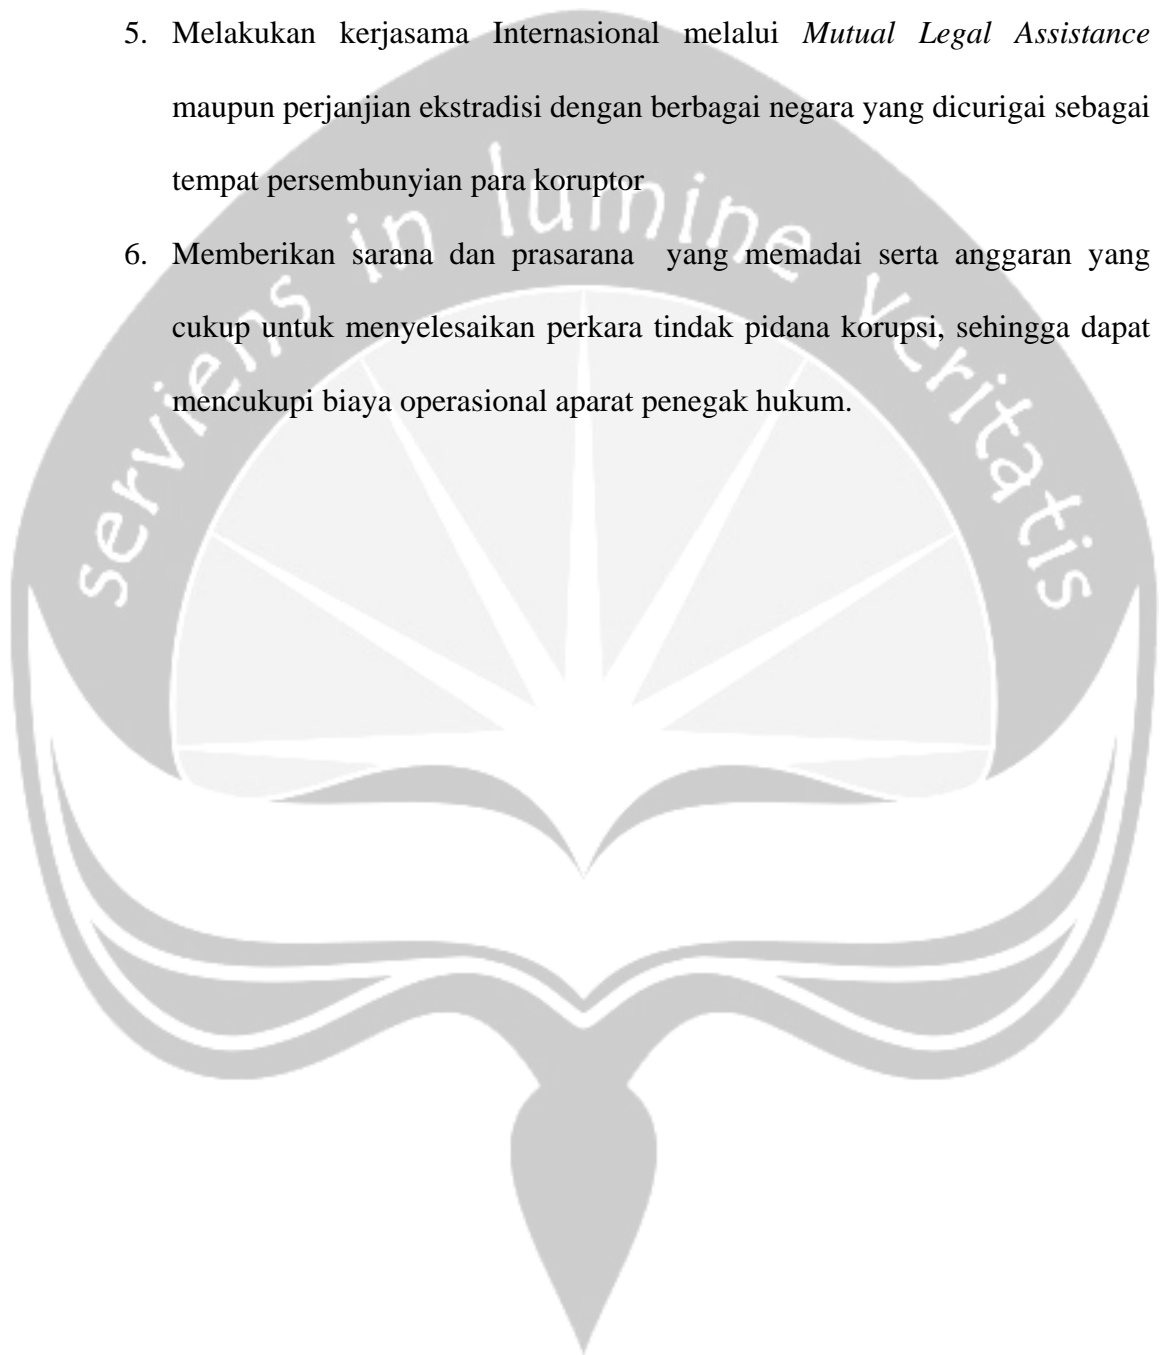 5. Melakukan kerjasama Internasional melalui Mutual Legal Assistance
maupun perjanjian ekstradisi dengan berbagai negara yang dicurigai sebagai
tempat persembunyian para koruptor
6. Memberikan sarana dan prasarana yang memadai serta anggaran yang
cukup untuk menyelesaikan perkara tindak pidana korupsi, sehingga dapat
mencukupi biaya operasional aparat penegak hukum.
serviens in lumine veritatis